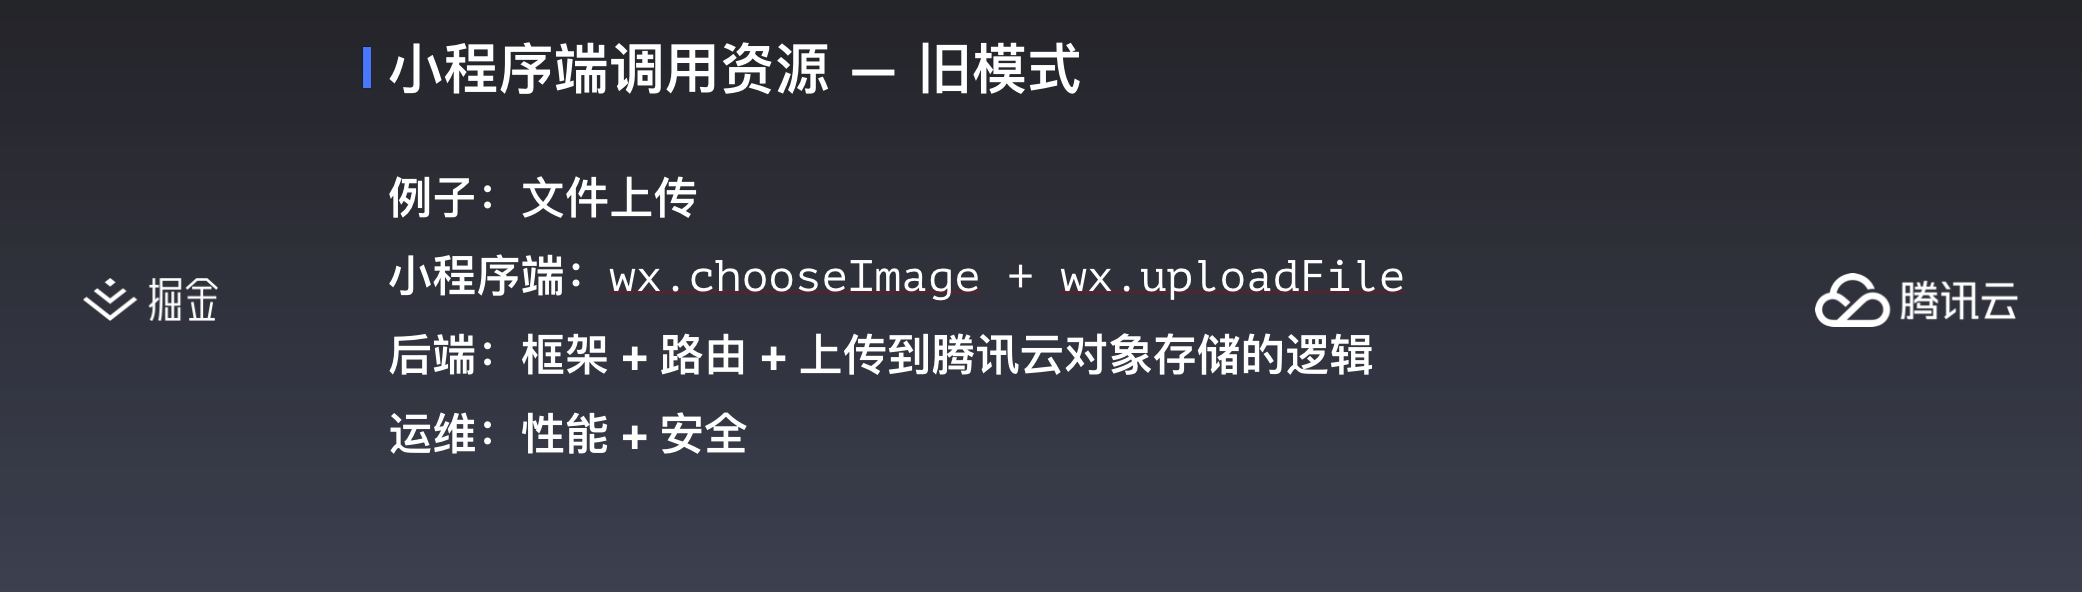 小程序端调用资源 — 旧模式
例子：文件上传
小程序端：wx.chooseImage + wx.uploadFile
后端：框架 + 路由 + 上传到腾讯云对象存储的逻辑
运维：性能 + 安全
掘金
腾讯云